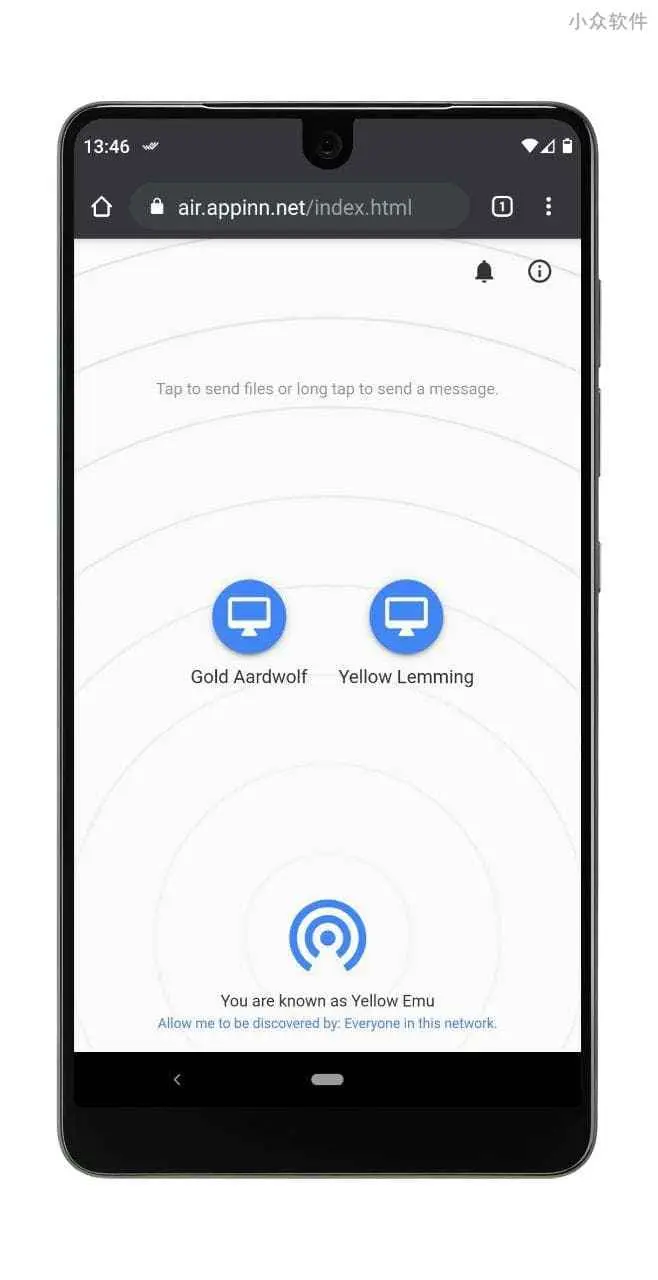 小众软件
13:46
air.appinn.net/index.html
1
Tap to send files or long tap to send a message.
Gold Aardwolf
Yellow Lemming
You are known as Yellow Emu
Allow me to be discovered by: Everyone in this network.